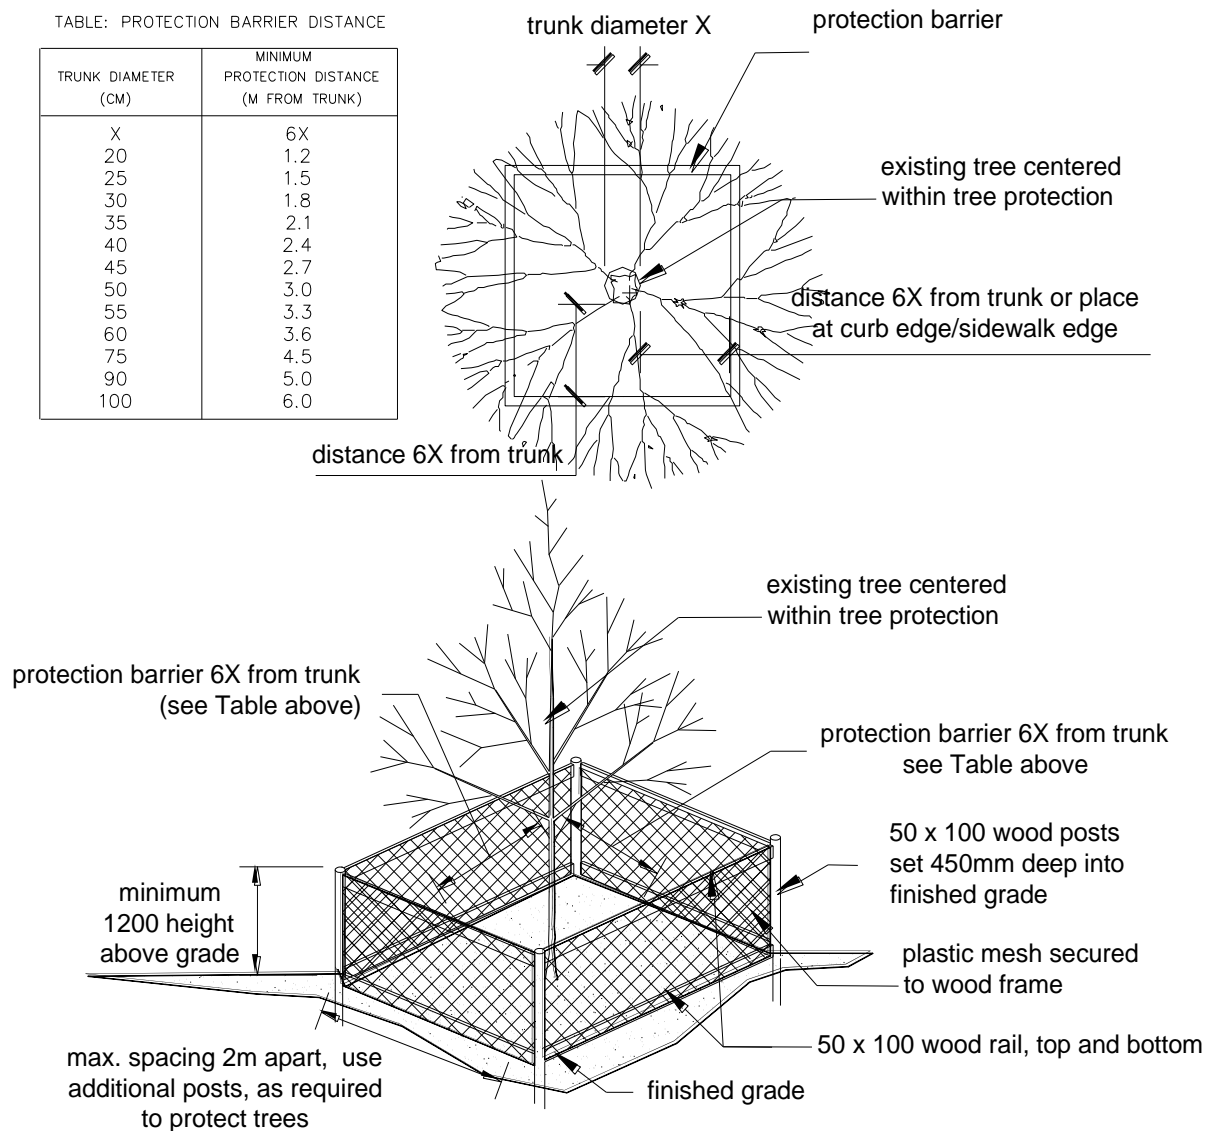 TABLE: PROTECTION BARRIER DISTANCE
TRUNK DIAMETER
(CM)
MINIMUM
PROTECTION DISTANCE
(M FROM TRUNK)
X 6X
20 1.2
25 1.5
30 1.8
35 2.1
40 2.4
45 2.7
50 3.0
55 3.3
60 3.6
75 4.5
90 5.0
100 6.0
trunk diameter X
protection barrier
existing tree centered
within tree protection
distance 6X from trunk or place
at curb edge/sidewalk edge
distance 6X from trunk
existing tree centered
within tree protection
protection barrier 6X from trunk
(see Table above)
protection barrier 6X from trunk
see Table above
50 x 100 wood posts
set 450mm deep into
finished grade
minimum
1200 height
above grade
plastic mesh secured
to wood frame
50 x 100 wood rail, top and bottom
max. spacing 2m apart, use
additional posts, as required
to protect trees
finished grade